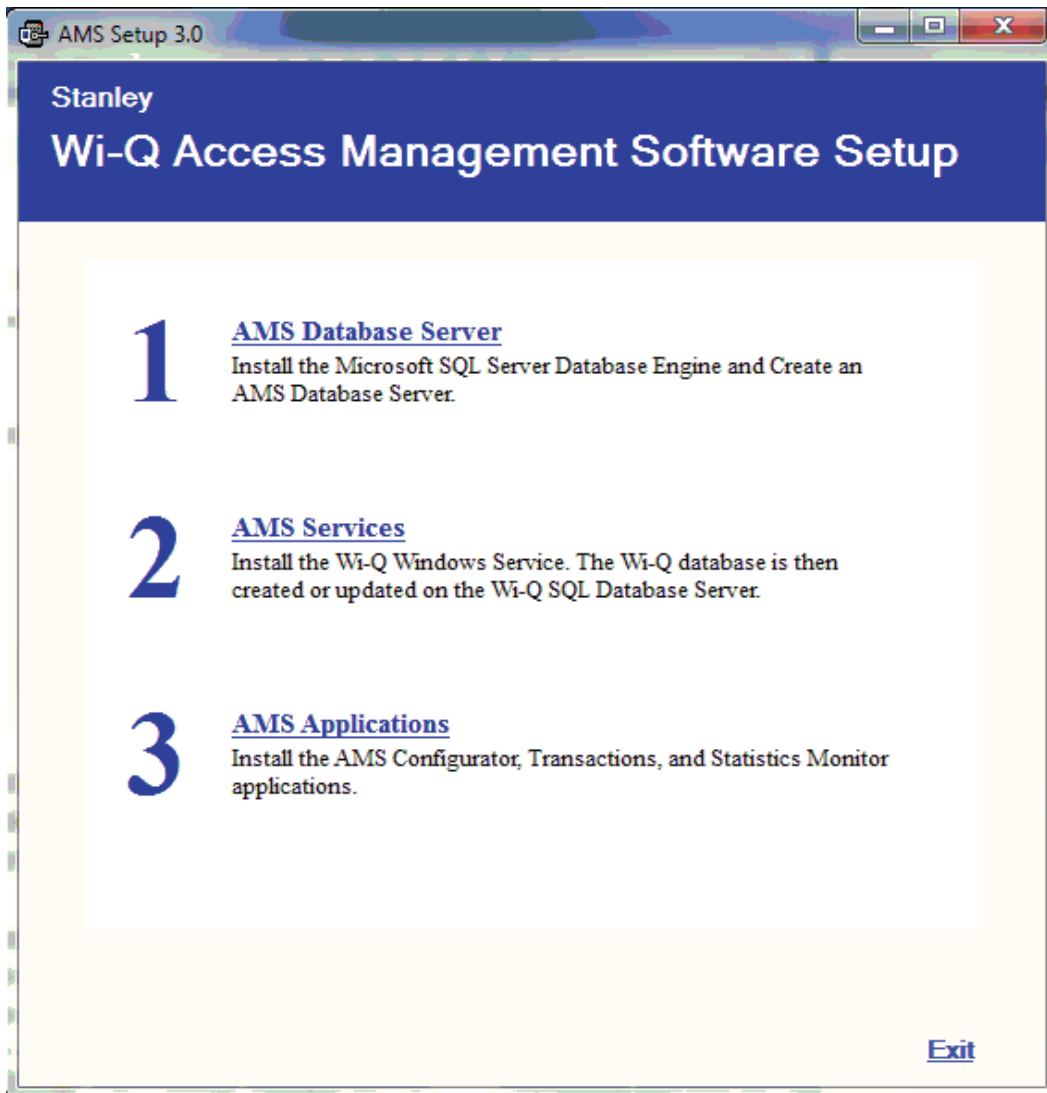 AMS Setup 3.0
Stanley
Wi-Q Access Management Software Setup
1
AMS Database Server
Install the Microsoft SQL Server Database Engine and Create an
AMS Database Server.
2
AMS Services
Install the Wi-Q Windows Service. The Wi-Q database is then
created or updated on the Wi-Q SQL Database Server.
3
AMS Applications
Install the AMS Configurator, Transactions, and Statistics Monitor
applications.
Exit